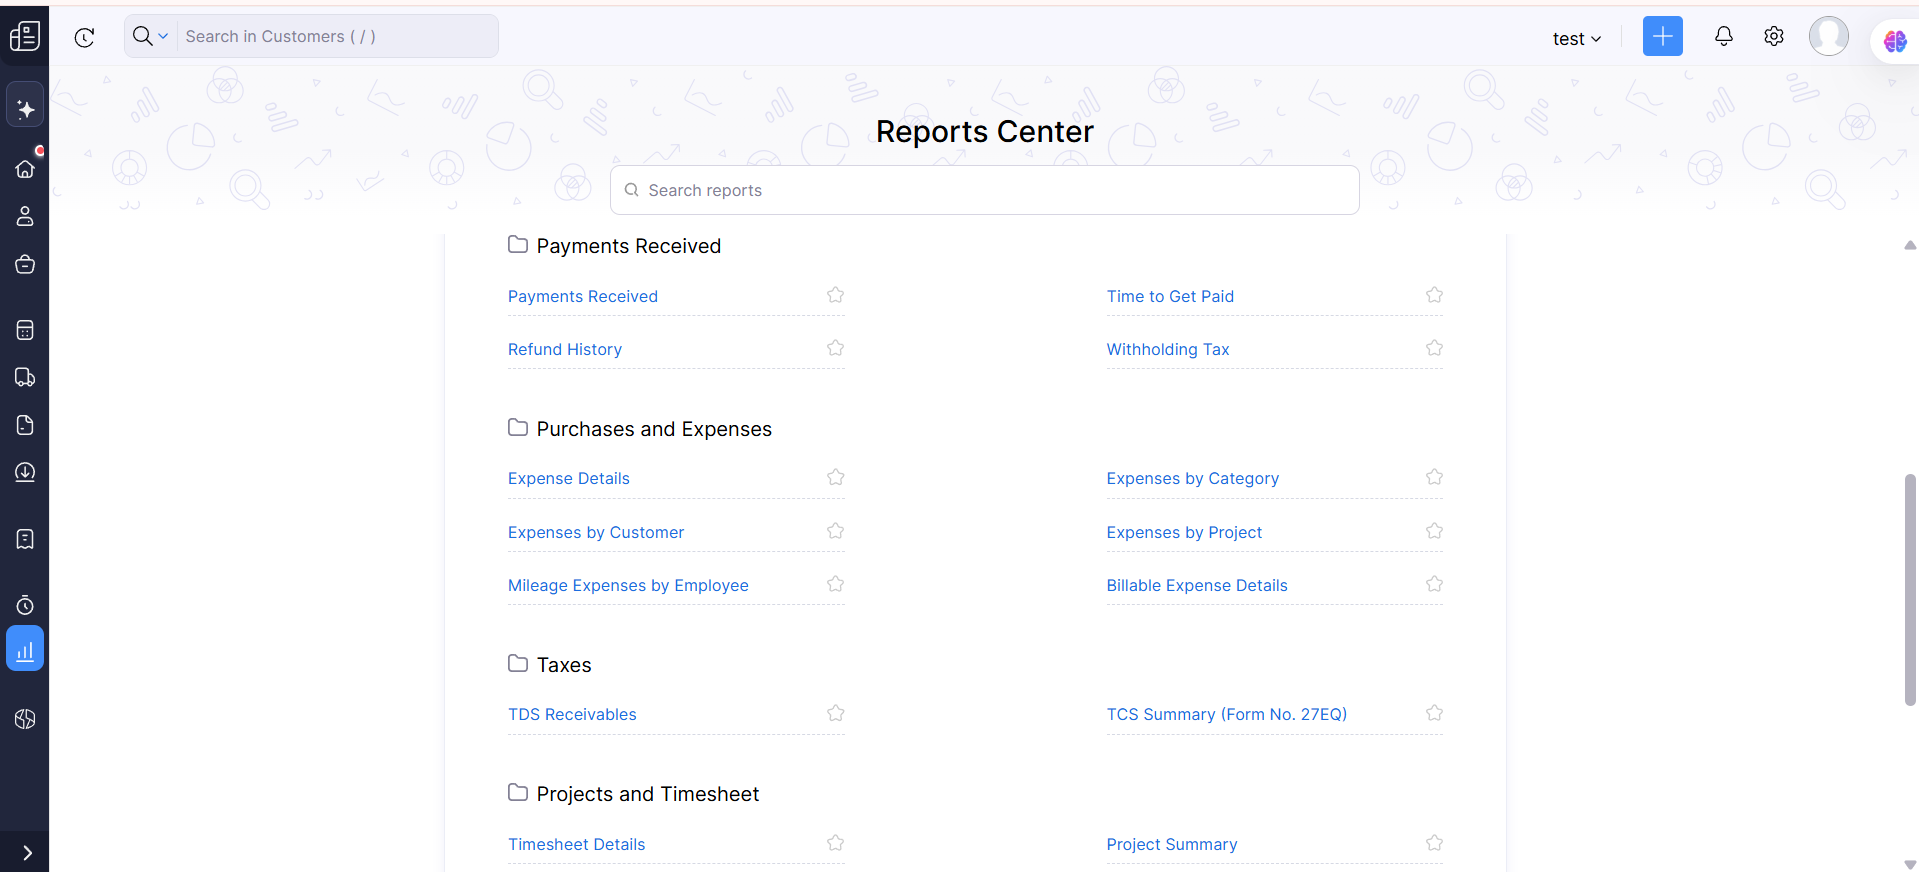 Search in Customers ( / )
test
Reports Center
Search reports
Payments Received
Payments Received
Time to Get Paid
Refund History
Withholding Tax
Purchases and Expenses
Expense Details
Expenses by Category
Expenses by Customer
Expenses by Project
Mileage Expenses by Employee
Billable Expense Details
Taxes
TDS Receivables
TCS Summary (Form No. 27EQ)
Projects and Timesheet
Timesheet Details
Project Summary